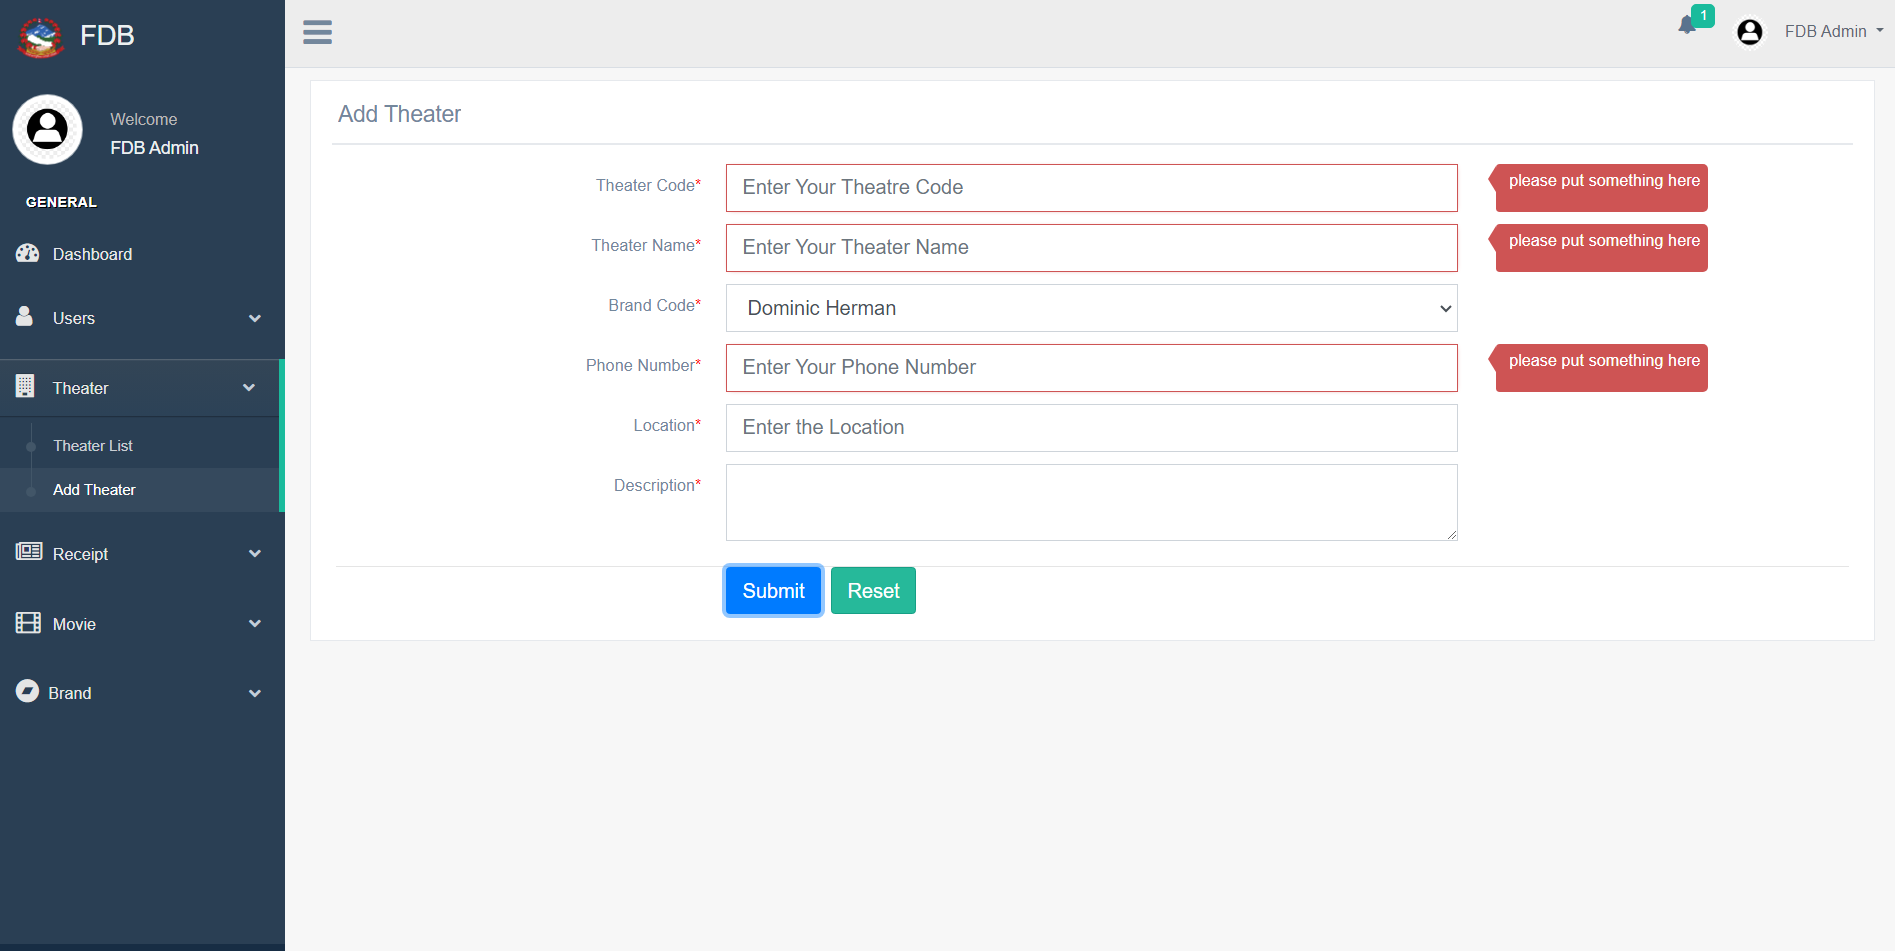 FDB
1
FDB Admin
Welcome
FDB Admin
GENERAL
Dashboard
Users
Theater
Theater List
Add Theater
Receipt
Movie
Brand
Add Theater
Theater Code*
Enter Your Theatre Code
please put something here
Theater Name*
Enter Your Theater Name
please put something here
Brand Code*
Dominic Herman
Phone Number*
Enter Your Phone Number
please put something here
Location*
Enter the Location
Description*
Submit
Reset